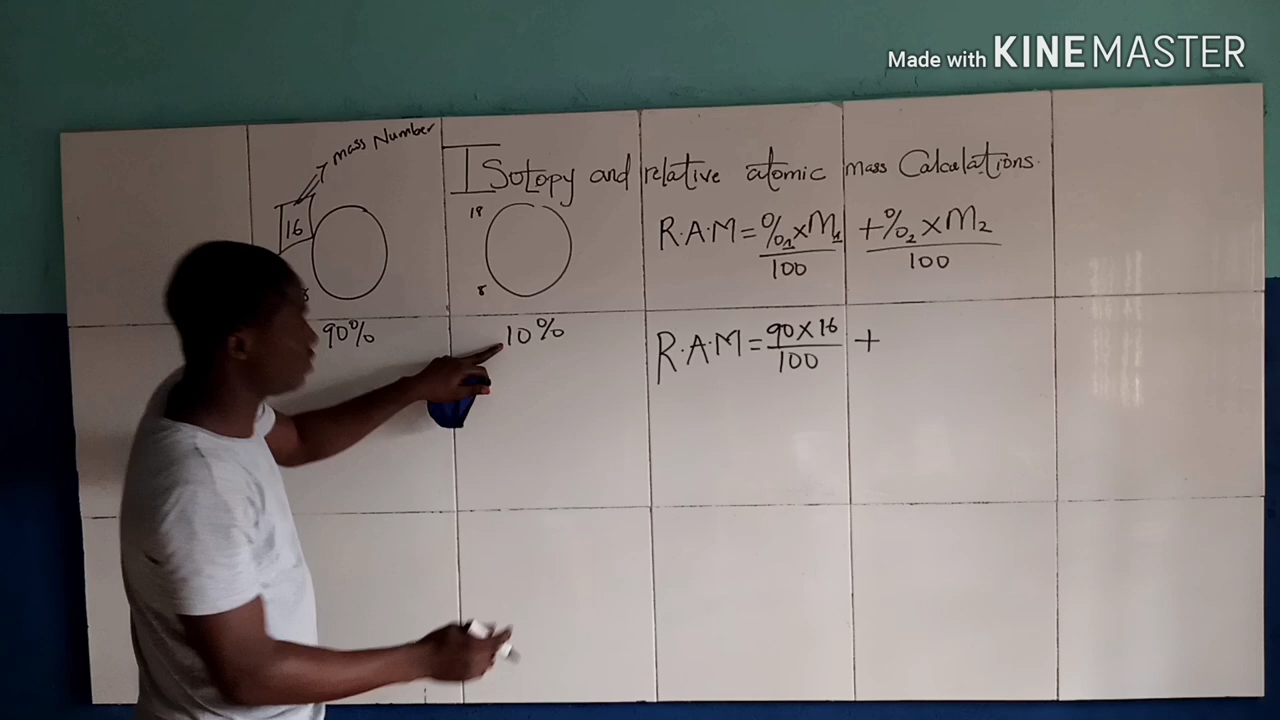 Made with KINEMASTER
mass Number
Isotopy and relative atomic mass Calculations.
16
18
8
90%
10%
R.A.M = %₁ x M₁ / 100 + %₂ x M₂ / 100
R.A.M = 90 x 16 / 100 +